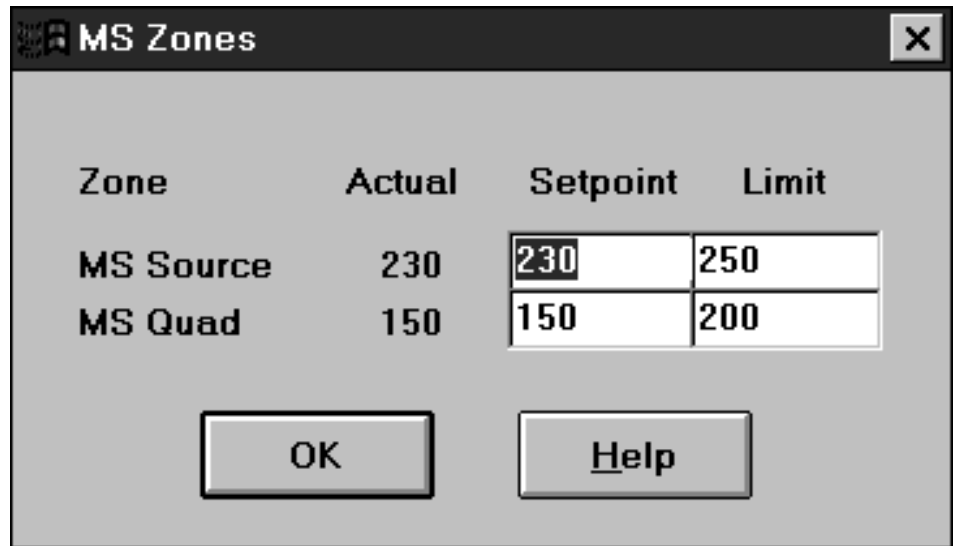 MS Zones
Zone Actual Setpoint Limit
MS Source 230 230 250
MS Quad 150 150 200
OK Help